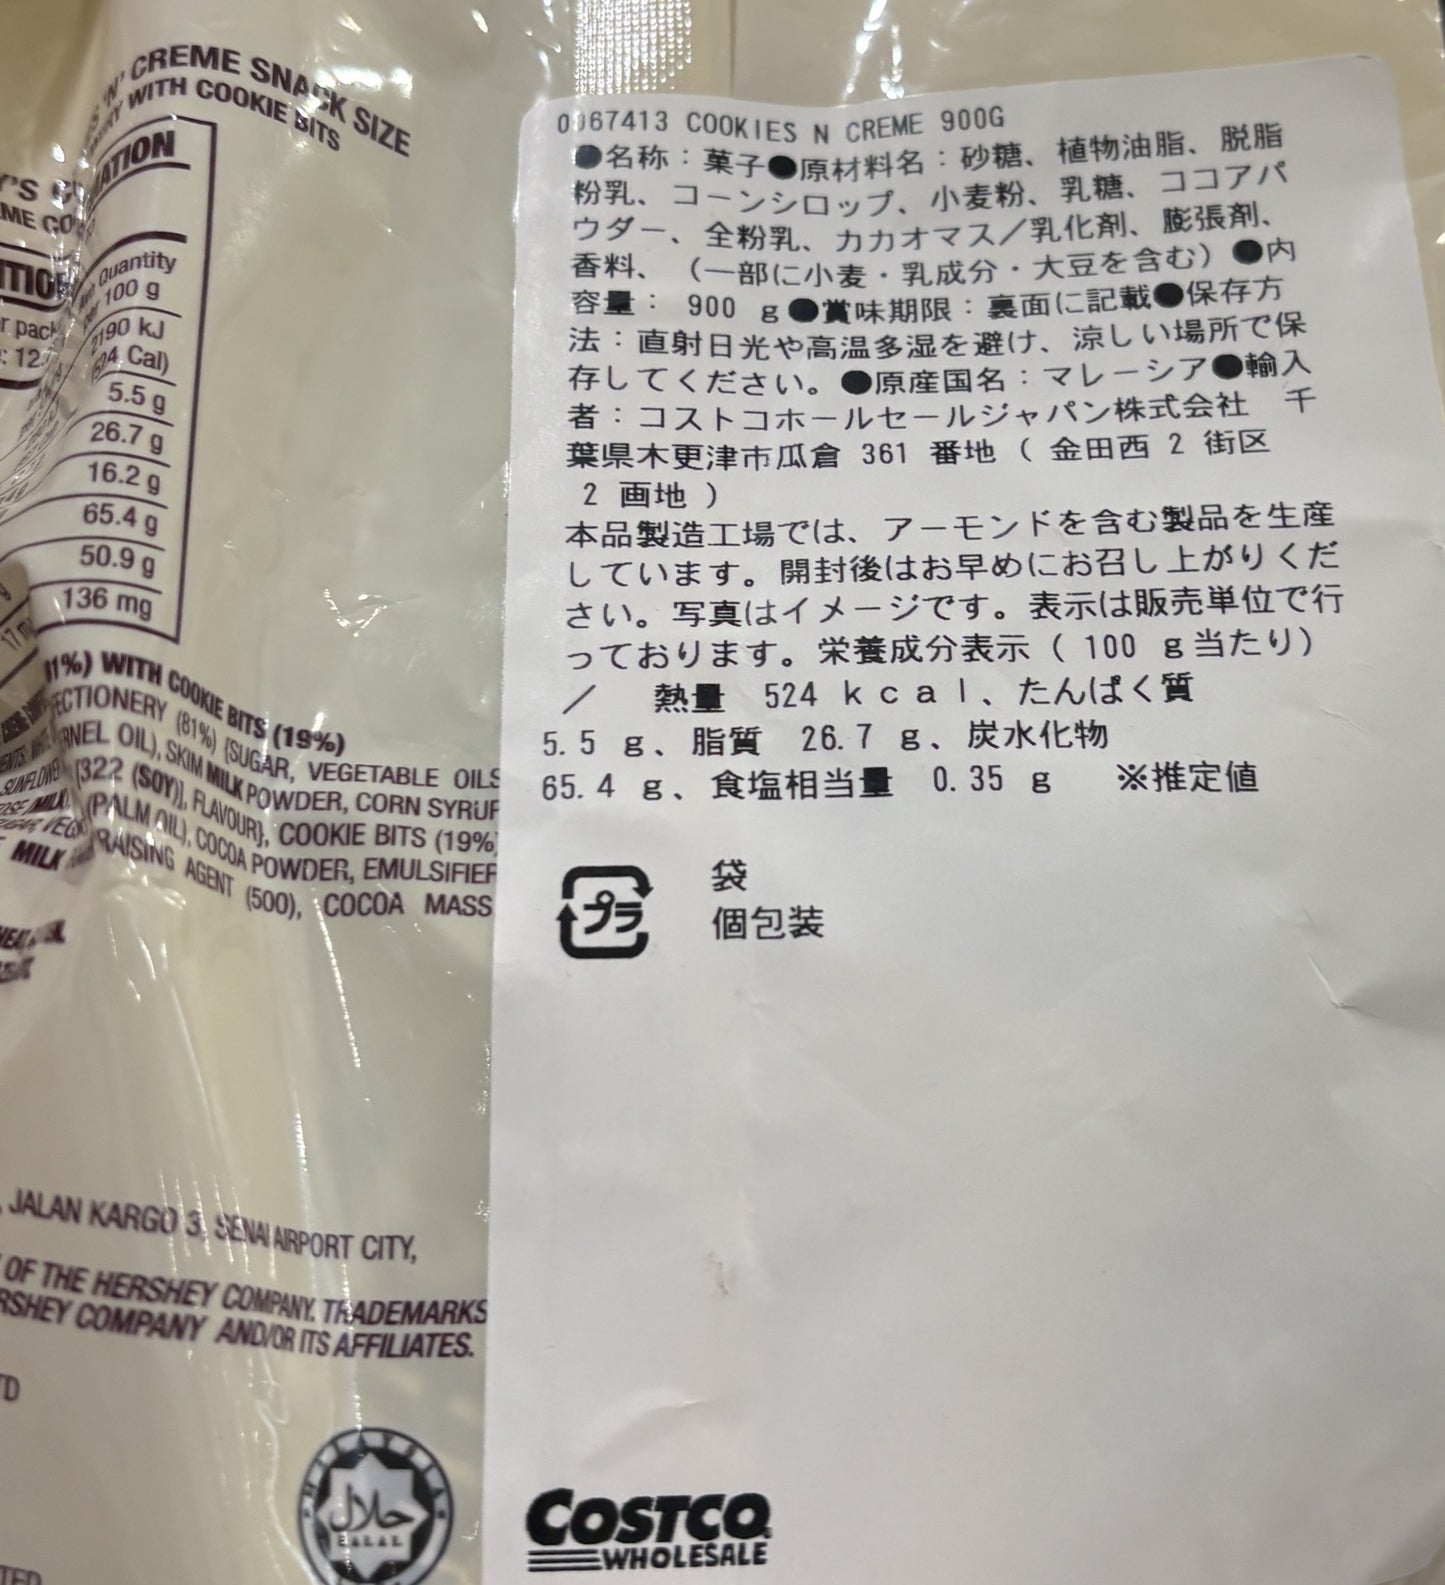 CREME SNACK SIZE
WITH COOKIE BITS
Quantity
100 g
2190 kJ
5.5 g
26.7 g
16.2 g
65.4 g
50.9 g
136 mg
WITH COOKIE BITS (19%)
(81%) {SUGAR, VEGETABLE OILS
OIL), SKIM MILK POWDER, CORN SYRUP
[322 (SOY)], FLAVOUR}, COOKIE BITS (19%)
(PALM OIL), COCOA POWDER, EMULSIFIER
RAISING AGENT (500), COCOA MASS
MILK
JALAN KARGO 3, SENAI AIRPORT CITY,
OF THE HERSHEY COMPANY. TRADEMARKS
COMPANY AND/OR ITS AFFILIATES.
MALAYSIA
حلال
HALAL
0067413 COOKIES N CREME 900G
●名称：菓子●原材料名：砂糖、植物油脂、脱脂
粉乳、コーンシロップ、小麦粉、乳糖、ココアパ
ウダー、全粉乳、カカオマス／乳化剤、膨張剤、
香料、（一部に小麦・乳成分・大豆を含む）●内
容量： 900 g●賞味期限：裏面に記載●保存方
法：直射日光や高温多湿を避け、涼しい場所で保
存してください。●原産国名：マレーシア●輸入
者：コストコホールセールジャパン株式会社 千
葉県木更津市瓜倉 361 番地（ 金田西 2 街区
2 画地 ）
本品製造工場では、アーモンドを含む製品を生産
しています。開封後はお早めにお召し上がりくだ
さい。写真はイメージです。表示は販売単位で行
っております。栄養成分表示（ 100 g当たり）
／ 熱量 524 kcal、たんぱく質
5.5 g、脂質 26.7 g、炭水化物
65.4 g、食塩相当量 0.35 g ※推定値
プラ
袋
個包装
COSTCO
WHOLESALE